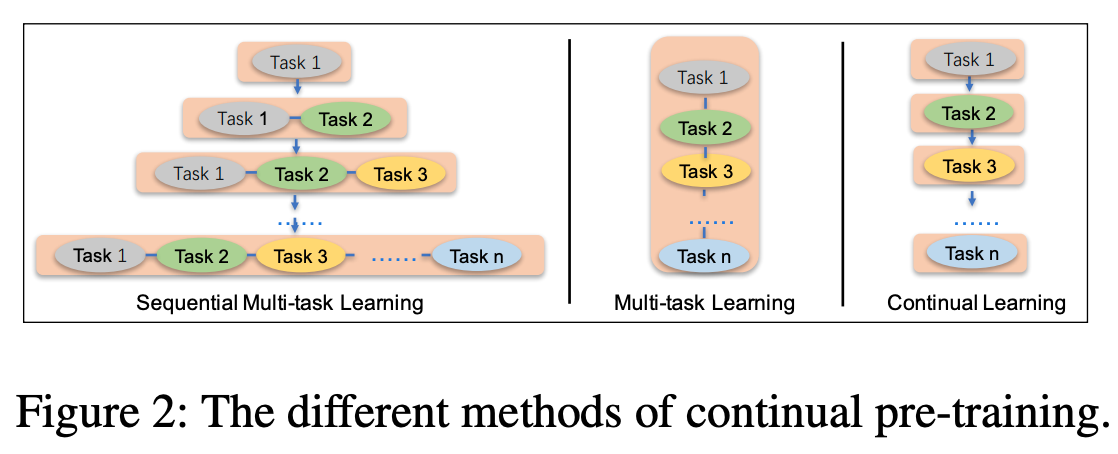 Task 1
Task 1 Task 2
Task 1 Task 2 Task 3
......
Task 1 Task 2 Task 3 ...... Task n
Sequential Multi-task Learning
Task 1
Task 2
Task 3
......
Task n
Multi-task Learning
Task 1
Task 2
Task 3
......
Task n
Continual Learning
Figure 2: The different methods of continual pre-training.